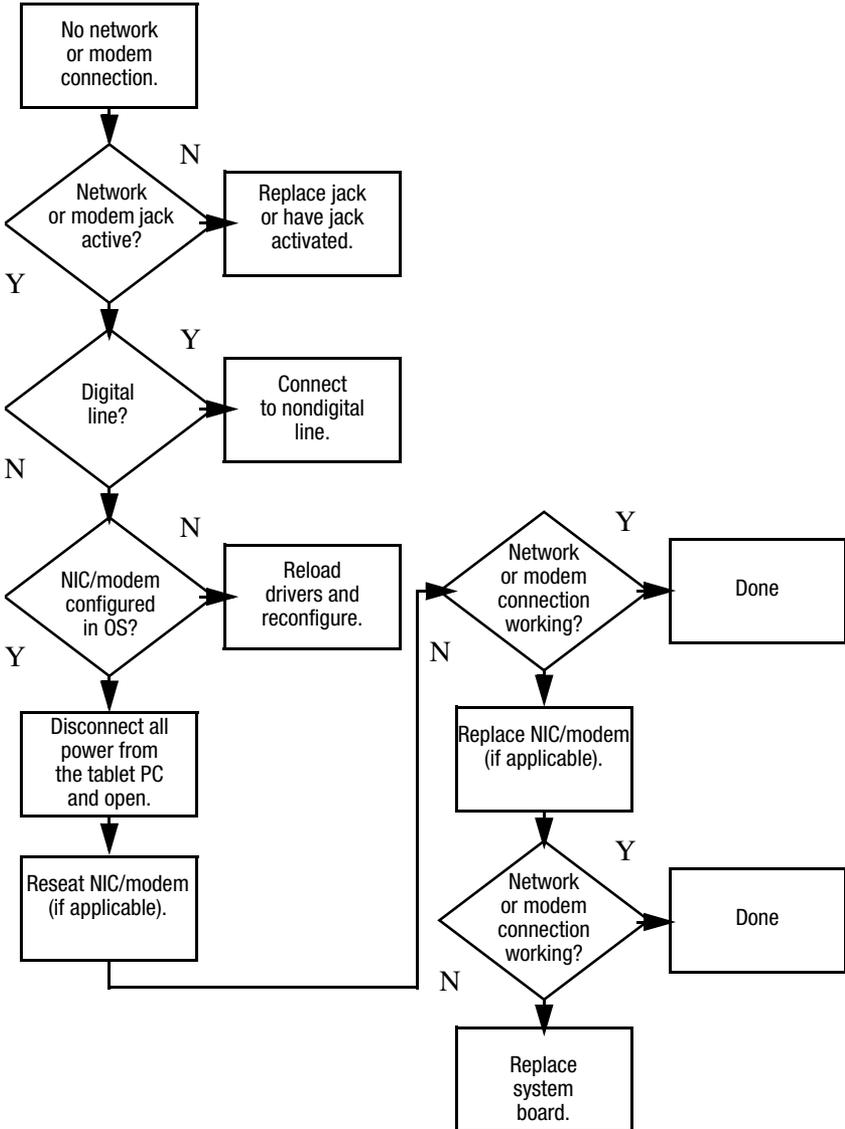 No network
or modem
connection.
N
Network
or modem jack
active?
Replace jack
or have jack
activated.
Y
Y
Digital
line?
Connect
to nondigital
line.
N
N
NIC/modem
configured
in OS?
Reload
drivers and
reconfigure.
Y
Disconnect all
power from
the tablet PC
and open.
Reseat NIC/modem
(if applicable).
Y
Network
or modem
connection
working?
Done
N
Replace NIC/modem
(if applicable).
Y
Network
or modem
connection
working?
Done
N
Replace
system
board.